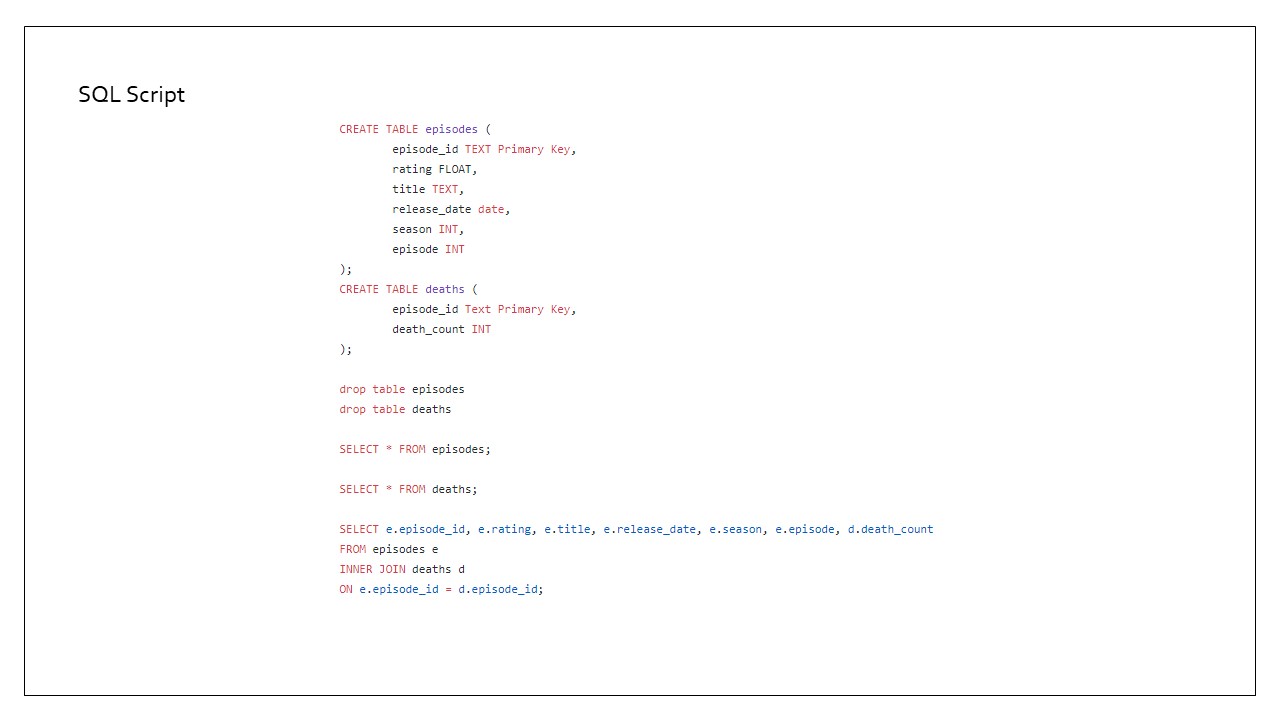 SQL Script
CREATE TABLE episodes (
episode_id TEXT Primary Key,
rating FLOAT,
title TEXT,
release_date date,
season INT,
episode INT
);
CREATE TABLE deaths (
episode_id Text Primary Key,
death_count INT
);
drop table episodes
drop table deaths
SELECT * FROM episodes;
SELECT * FROM deaths;
SELECT e.episode_id, e.rating, e.title, e.release_date, e.season, e.episode, d.death_count
FROM episodes e
INNER JOIN deaths d
ON e.episode_id = d.episode_id;